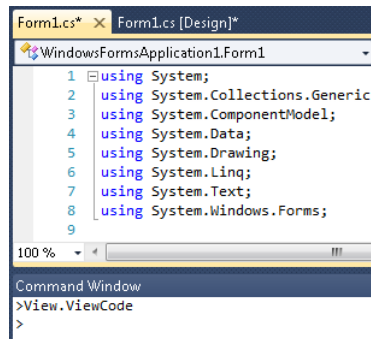 Form1.cs* × Form1.cs [Design]*
WindowsFormsApplication1.Form1
1 using System;
2 using System.Collections.Generic
3 using System.ComponentModel;
4 using System.Data;
5 using System.Drawing;
6 using System.Linq;
7 using System.Text;
8 using System.Windows.Forms;
9
100 %
Command Window
>View.ViewCode
>